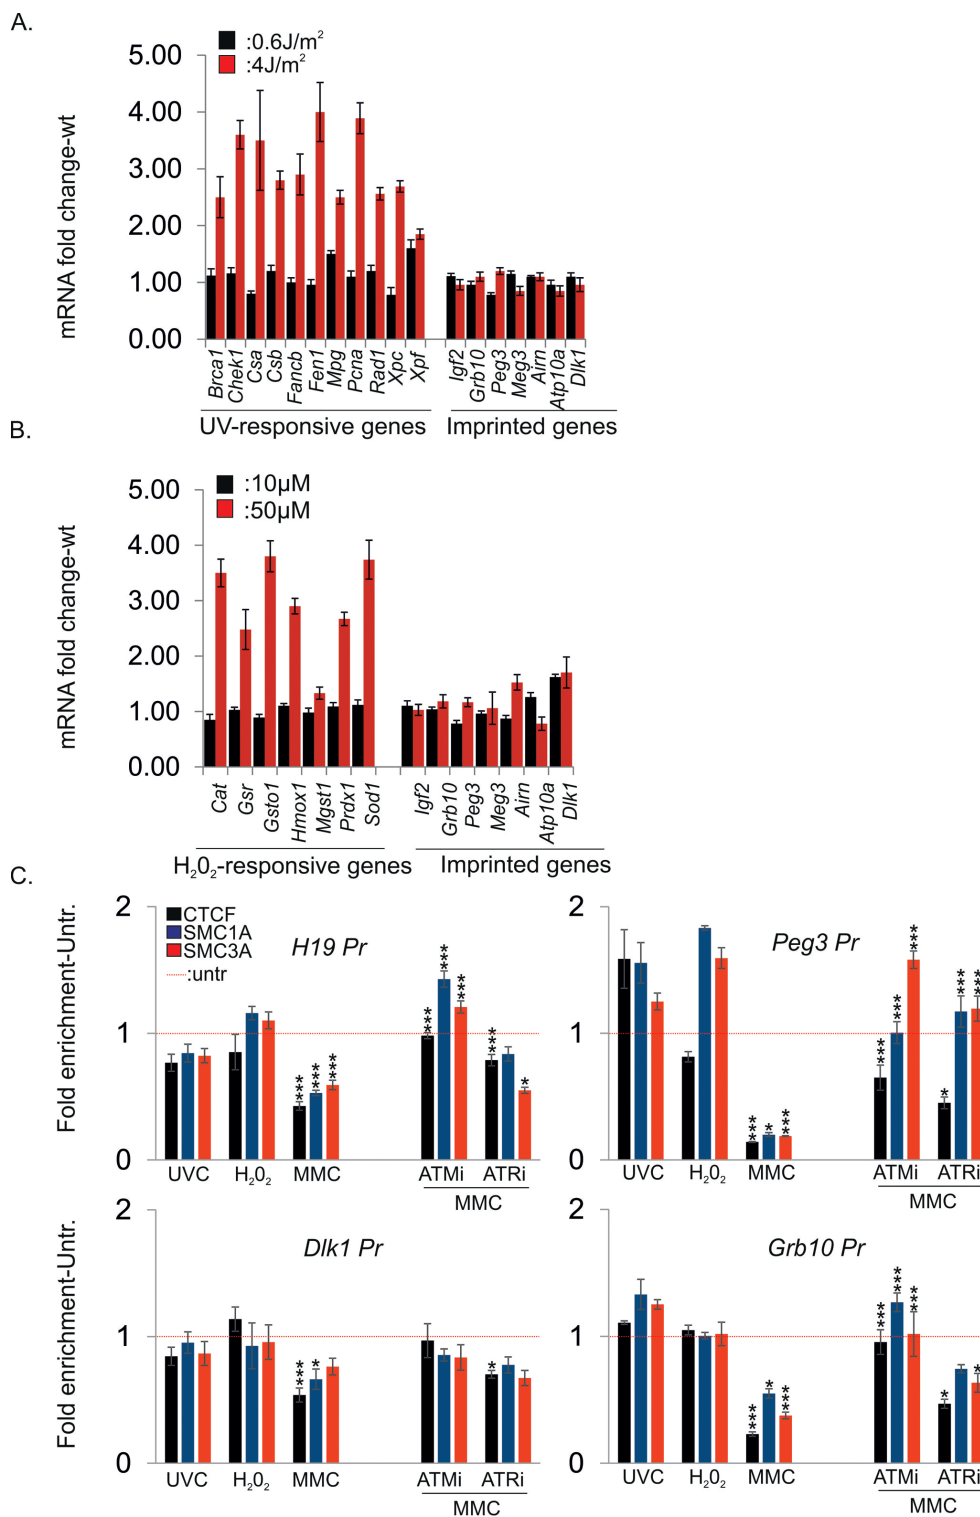 A.
:0.6J/m²
:4J/m²
mRNA fold change-wt
5.00
4.00
3.00
2.00
1.00
0.00
Brca1 Chek1 Csa Csb Fancb Fen1 Mpg Pcna Rad1 Xpc Xpf Igf2 Grb10 Peg3 Meg3 Airn Atp10a Dlk1
UV-responsive genes Imprinted genes
B.
:10µM
:50µM
mRNA fold change-wt
5.00
4.00
3.00
2.00
1.00
0.00
Cat Gsr Gsto1 Hmox1 Mgst1 Prdx1 Sod1 Igf2 Grb10 Peg3 Meg3 Airn Atp10a Dlk1
H₂0₂-responsive genes Imprinted genes
C.
Fold enrichment-Untr.
2
1
0
CTCF
SMC1A
SMC3A
:untr
H19 Pr
*** *** *** *** *** *** *** *
UVC H₂0₂ MMC ATMi ATRi
MMC
2
1
0
Peg3 Pr
*** * *** *** *** *** * *** ***
UVC H₂0₂ MMC ATMi ATRi
MMC
Fold enrichment-Untr.
2
1
0
Dlk1 Pr
*** * *
UVC H₂0₂ MMC ATMi ATRi
MMC
2
1
0
Grb10 Pr
*** * *** *** *** *** * *
UVC H₂0₂ MMC ATMi ATRi
MMC